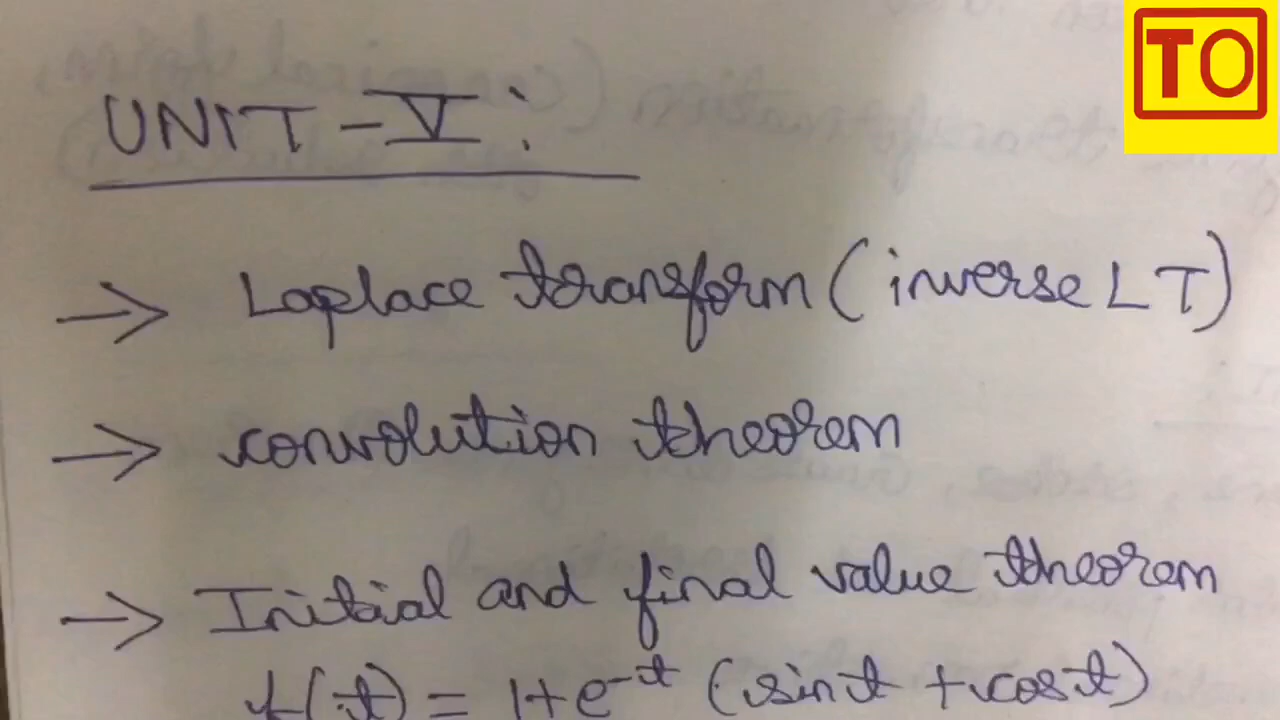 TO
UNIT - V:
→ Laplace transform (inverse LT)
→ convolution theorem
→ Initial and final value theorem
f(t) = 1+e^-t (sint + cost)